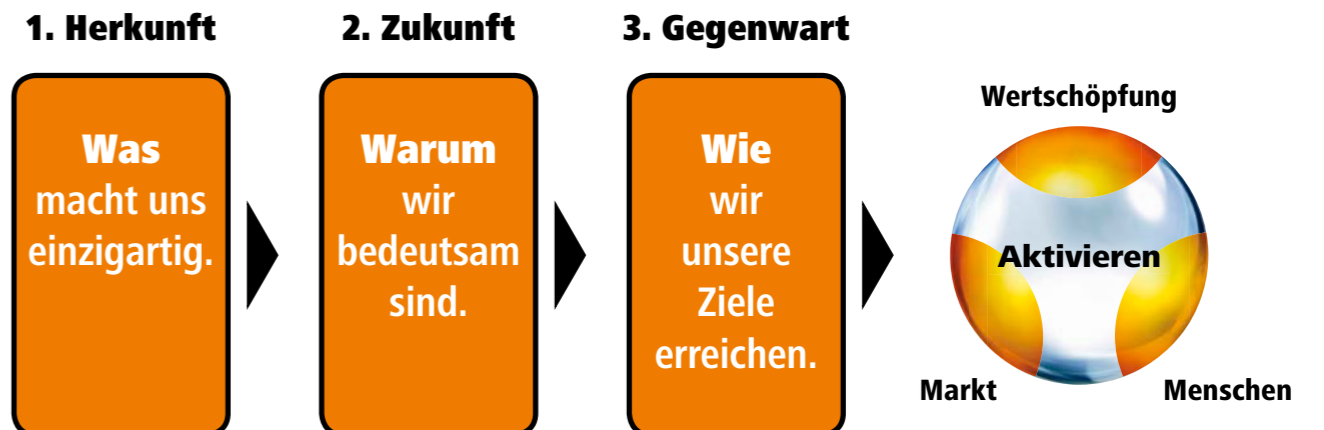 1. Herkunft
Was
macht uns
einzigartig.
2. Zukunft
Warum
wir
bedeutsam
sind.
3. Gegenwart
Wie
wir
unsere
Ziele
erreichen.
Wertschöpfung
Aktivieren
Markt
Menschen